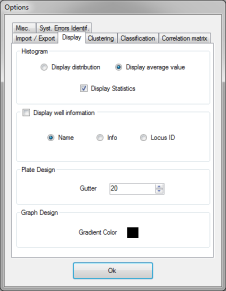 Options
Misc. Syst. Errors Identif.
Import / Export Display Clustering Classification Correlation matrix
Histogram
Display distribution Display average value
Display Statistics
Display well information
Name Info Locus ID
Plate Design
Gutter 20
Graph Design
Gradient Color
Ok